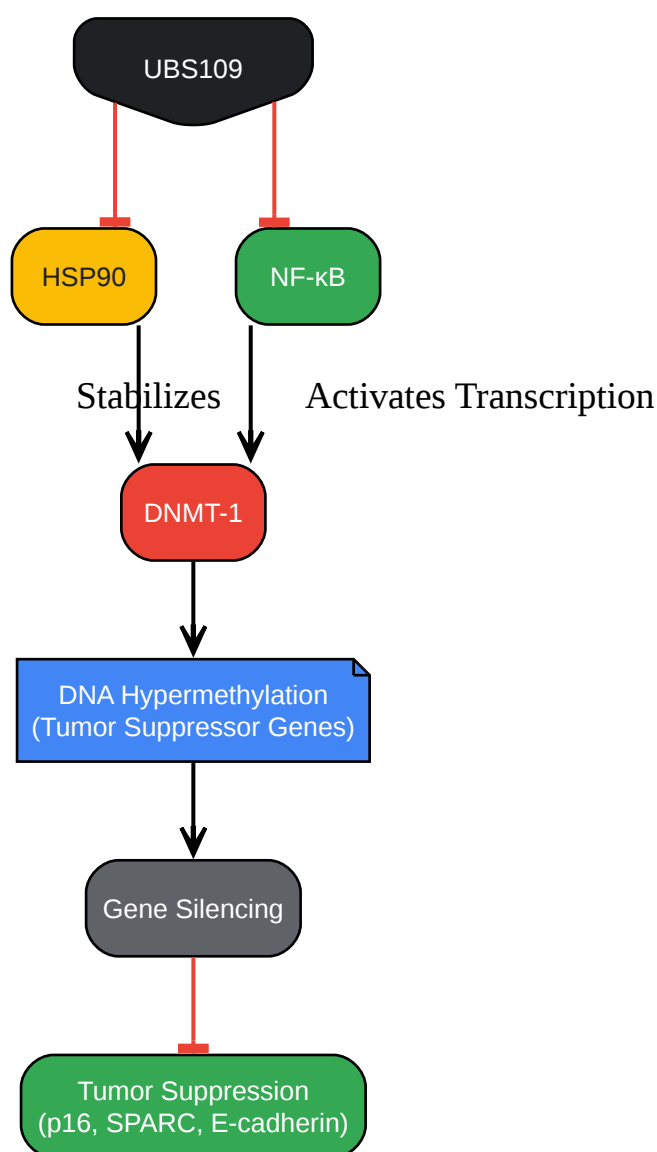 UBS109
HSP90
NF-κB
Stabilizes
Activates Transcription
DNMT-1
DNA Hypermethylation
(Tumor Suppressor Genes)
Gene Silencing
Tumor Suppression
(p16, SPARC, E-cadherin)